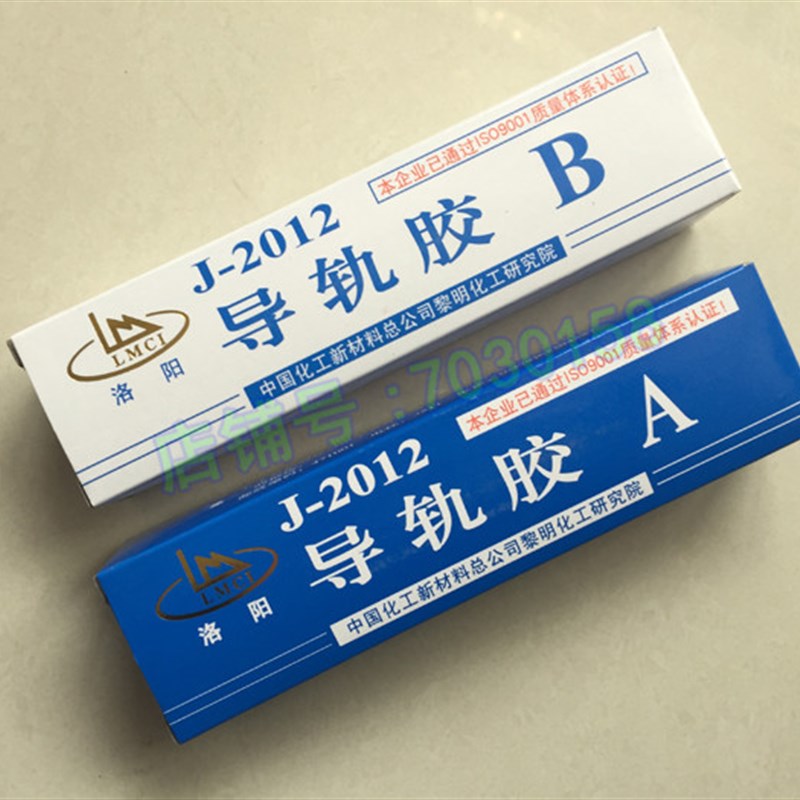 本企业已通过ISO9001质量体系认证!
J-2012
导轨胶 B
LMCI
洛阳
中国化工新材料总公司黎明化工研究院
店铺号:7030158
本企业已通过ISO9001质量体系认证!
J-2012
导轨胶 A
LMCI
洛阳
中国化工新材料总公司黎明化工研究院